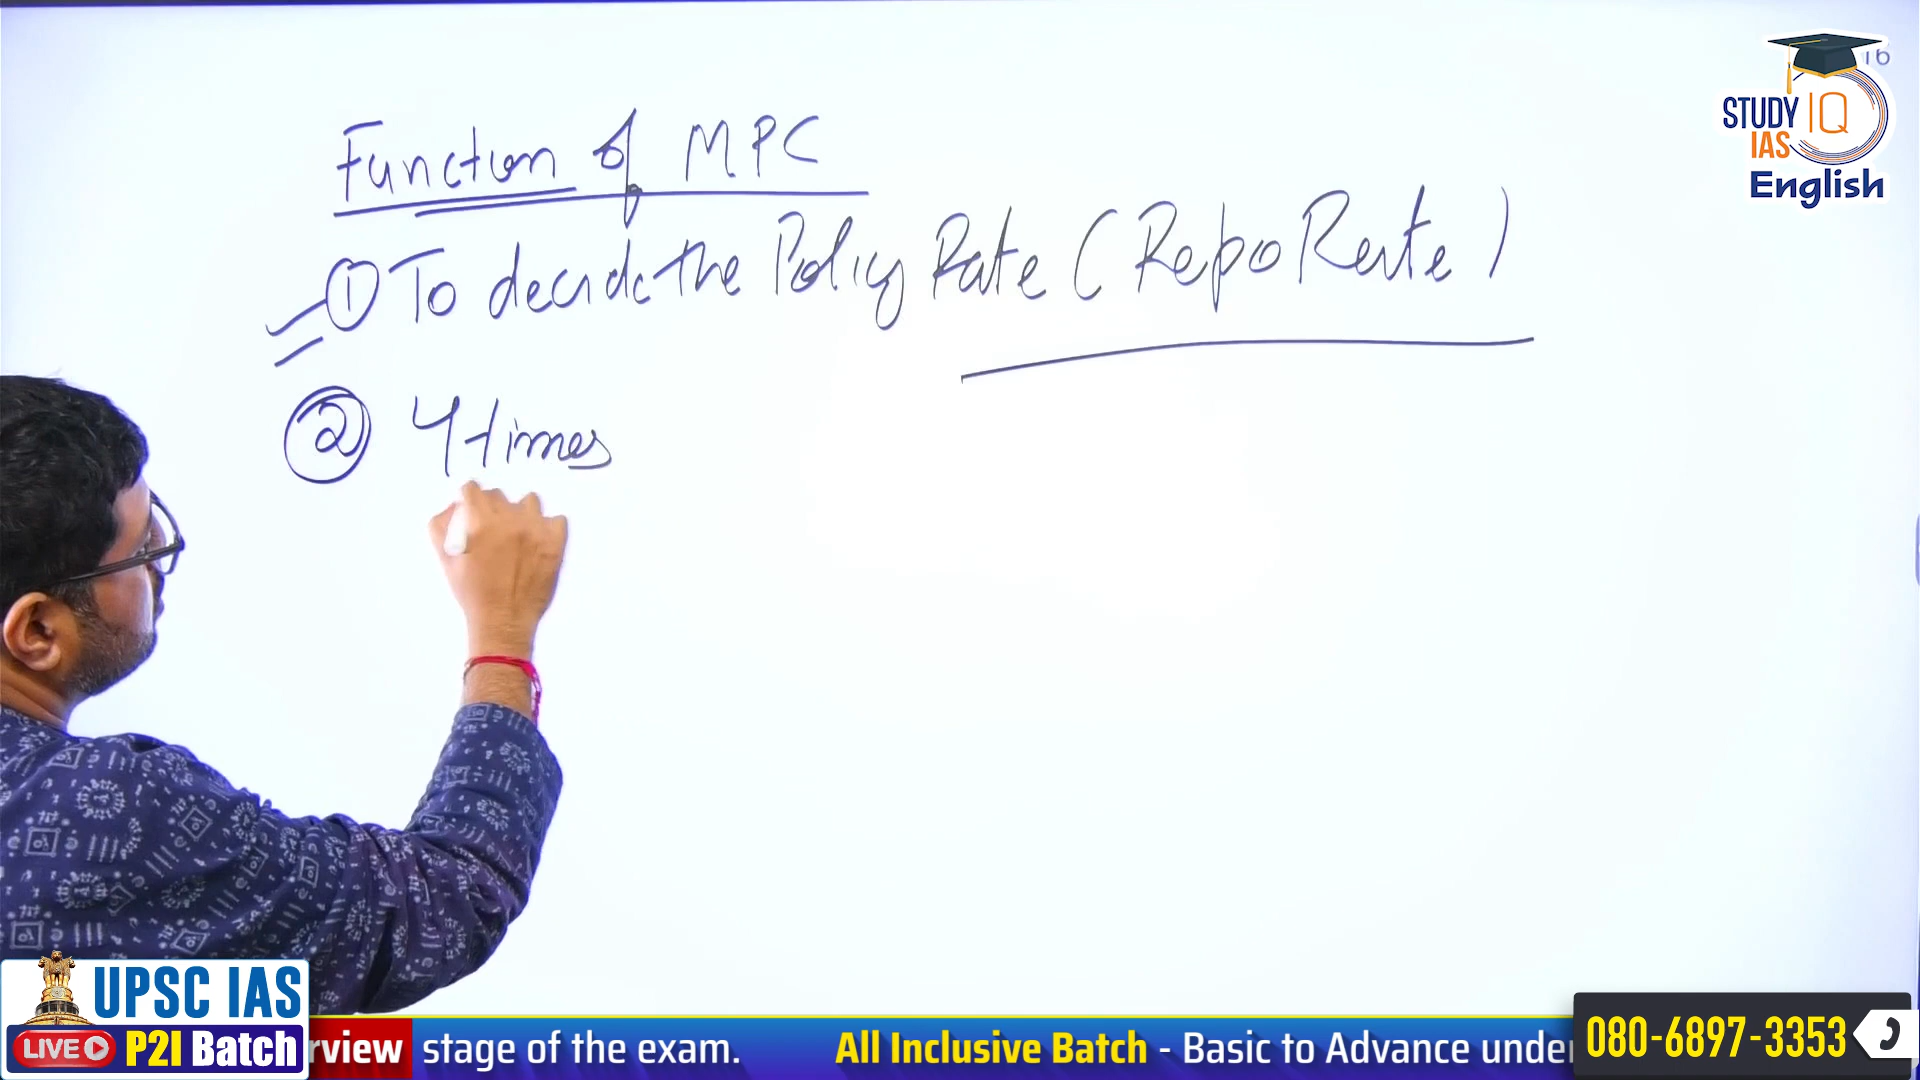 16
STUDY IQ
IAS
English
Function of MPC
① To decide the Policy Rate (Repo Rate)
② 4 times
UPSC IAS
LIVE P2I Batch
rview stage of the exam. All Inclusive Batch - Basic to Advance under
080-6897-3353